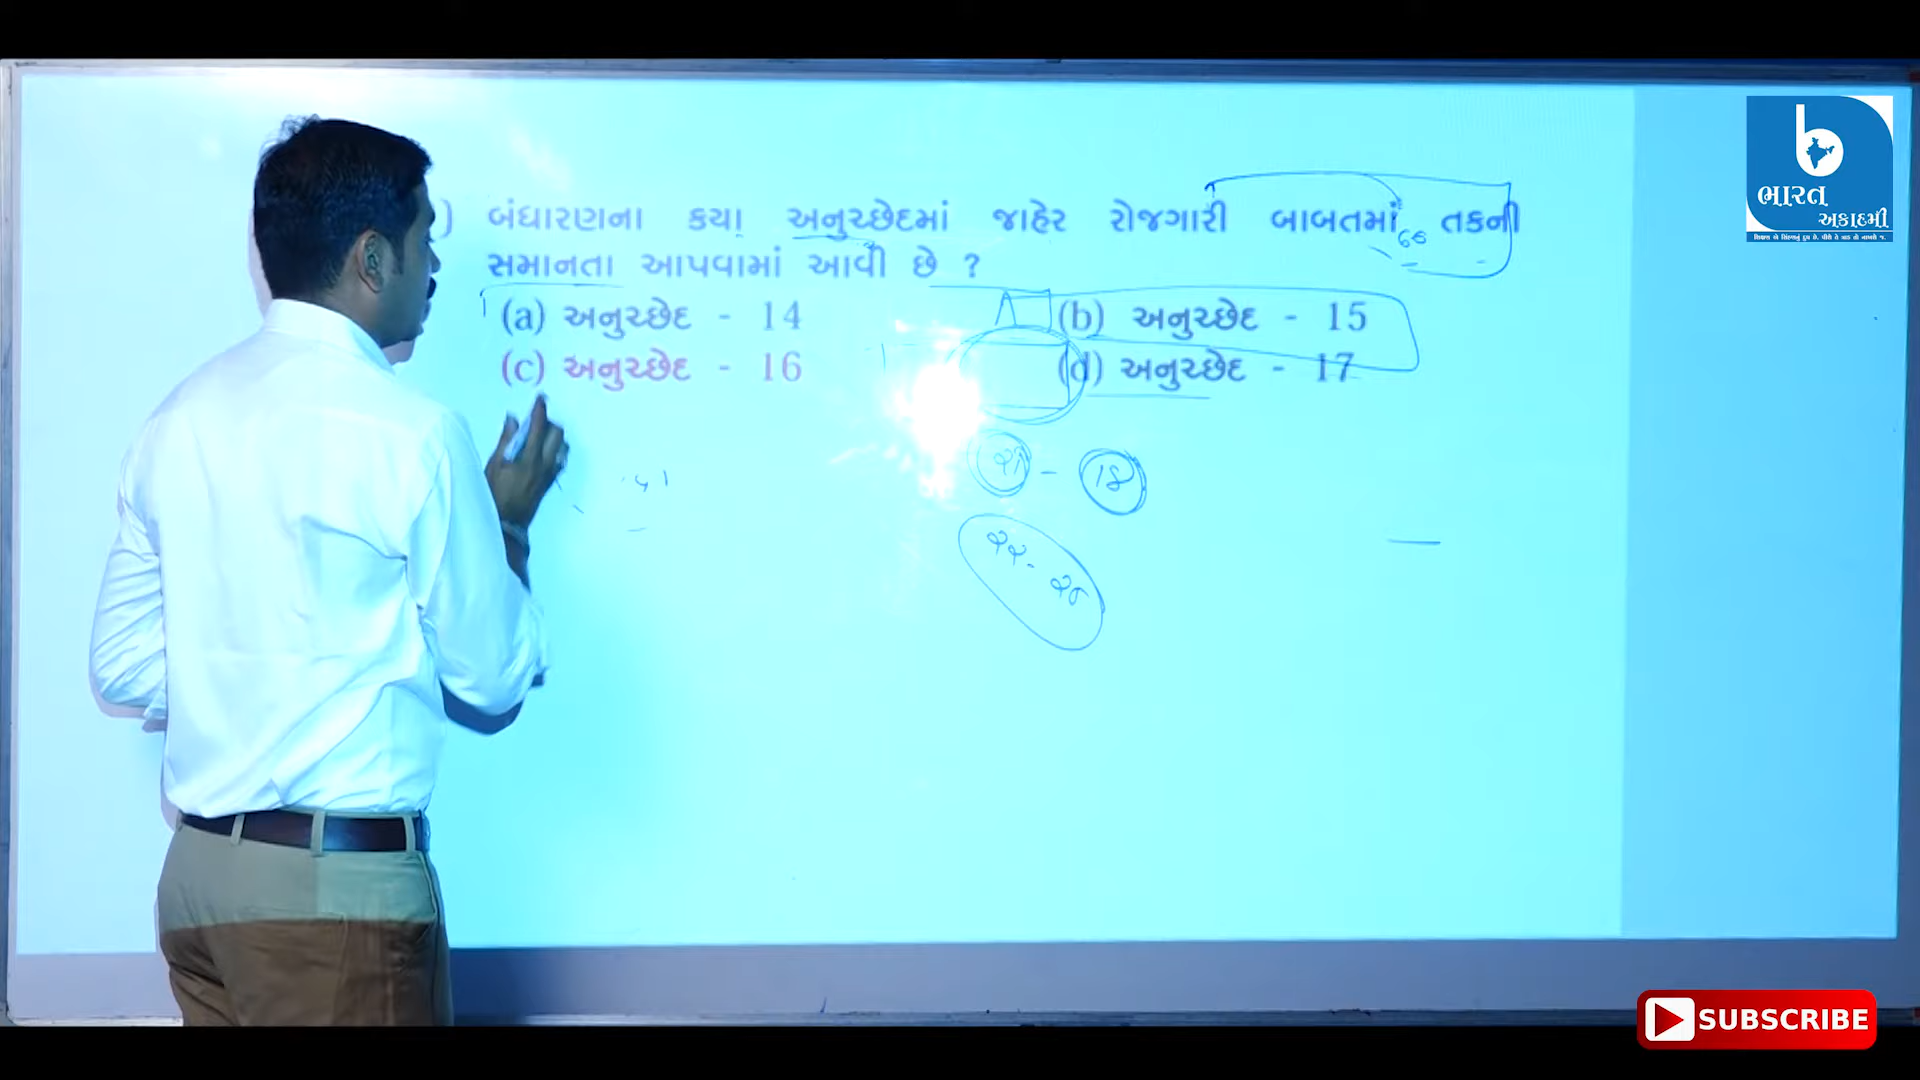 ) બંધારણના કયા અનુચ્છેદમાં જાહેર રોજગારી બાબતમાં તકની
સમાનતા આપવામાં આવી છે ?
(a) અનુચ્છેદ - 14 (b) અનુચ્છેદ - 15
(c) અનુચ્છેદ - 16 (d) અનુચ્છેદ - 17
ભારત
અકાદમી
SUBSCRIBE